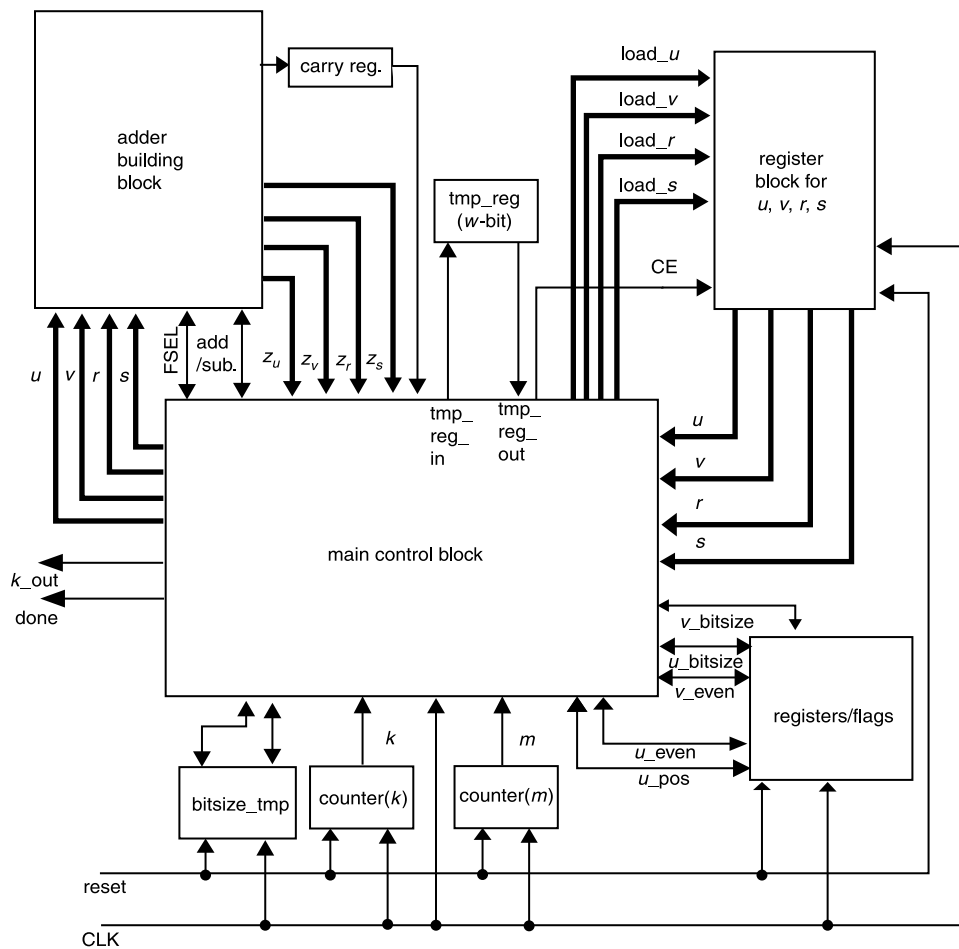 adder
building
block
carry reg.
tmp_reg
(w-bit)
load_u
load_v
load_r
load_s
CE
register
block for
u, v, r, s
u
v
r
s
FSEL
add
/sub.
z_u
z_v
z_r
z_s
tmp_
reg_
in
tmp_
reg_
out
u
v
r
s
main control block
k_out
done
v_bitsize
u_bitsize
v_even
registers/flags
u_even
u_pos
k
m
bitsize_tmp
counter(k)
counter(m)
reset
CLK